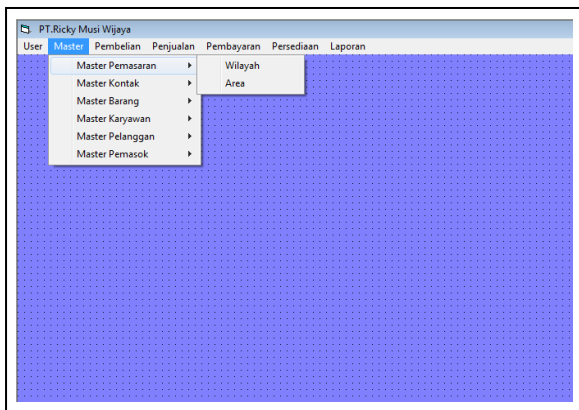 PT.Ricky Musi Wijaya
User Master Pembelian Penjualan Pembayaran Persediaan Laporan
Master Pemasaran Wilayah
Master Kontak Area
Master Barang
Master Karyawan
Master Pelanggan
Master Pemasok